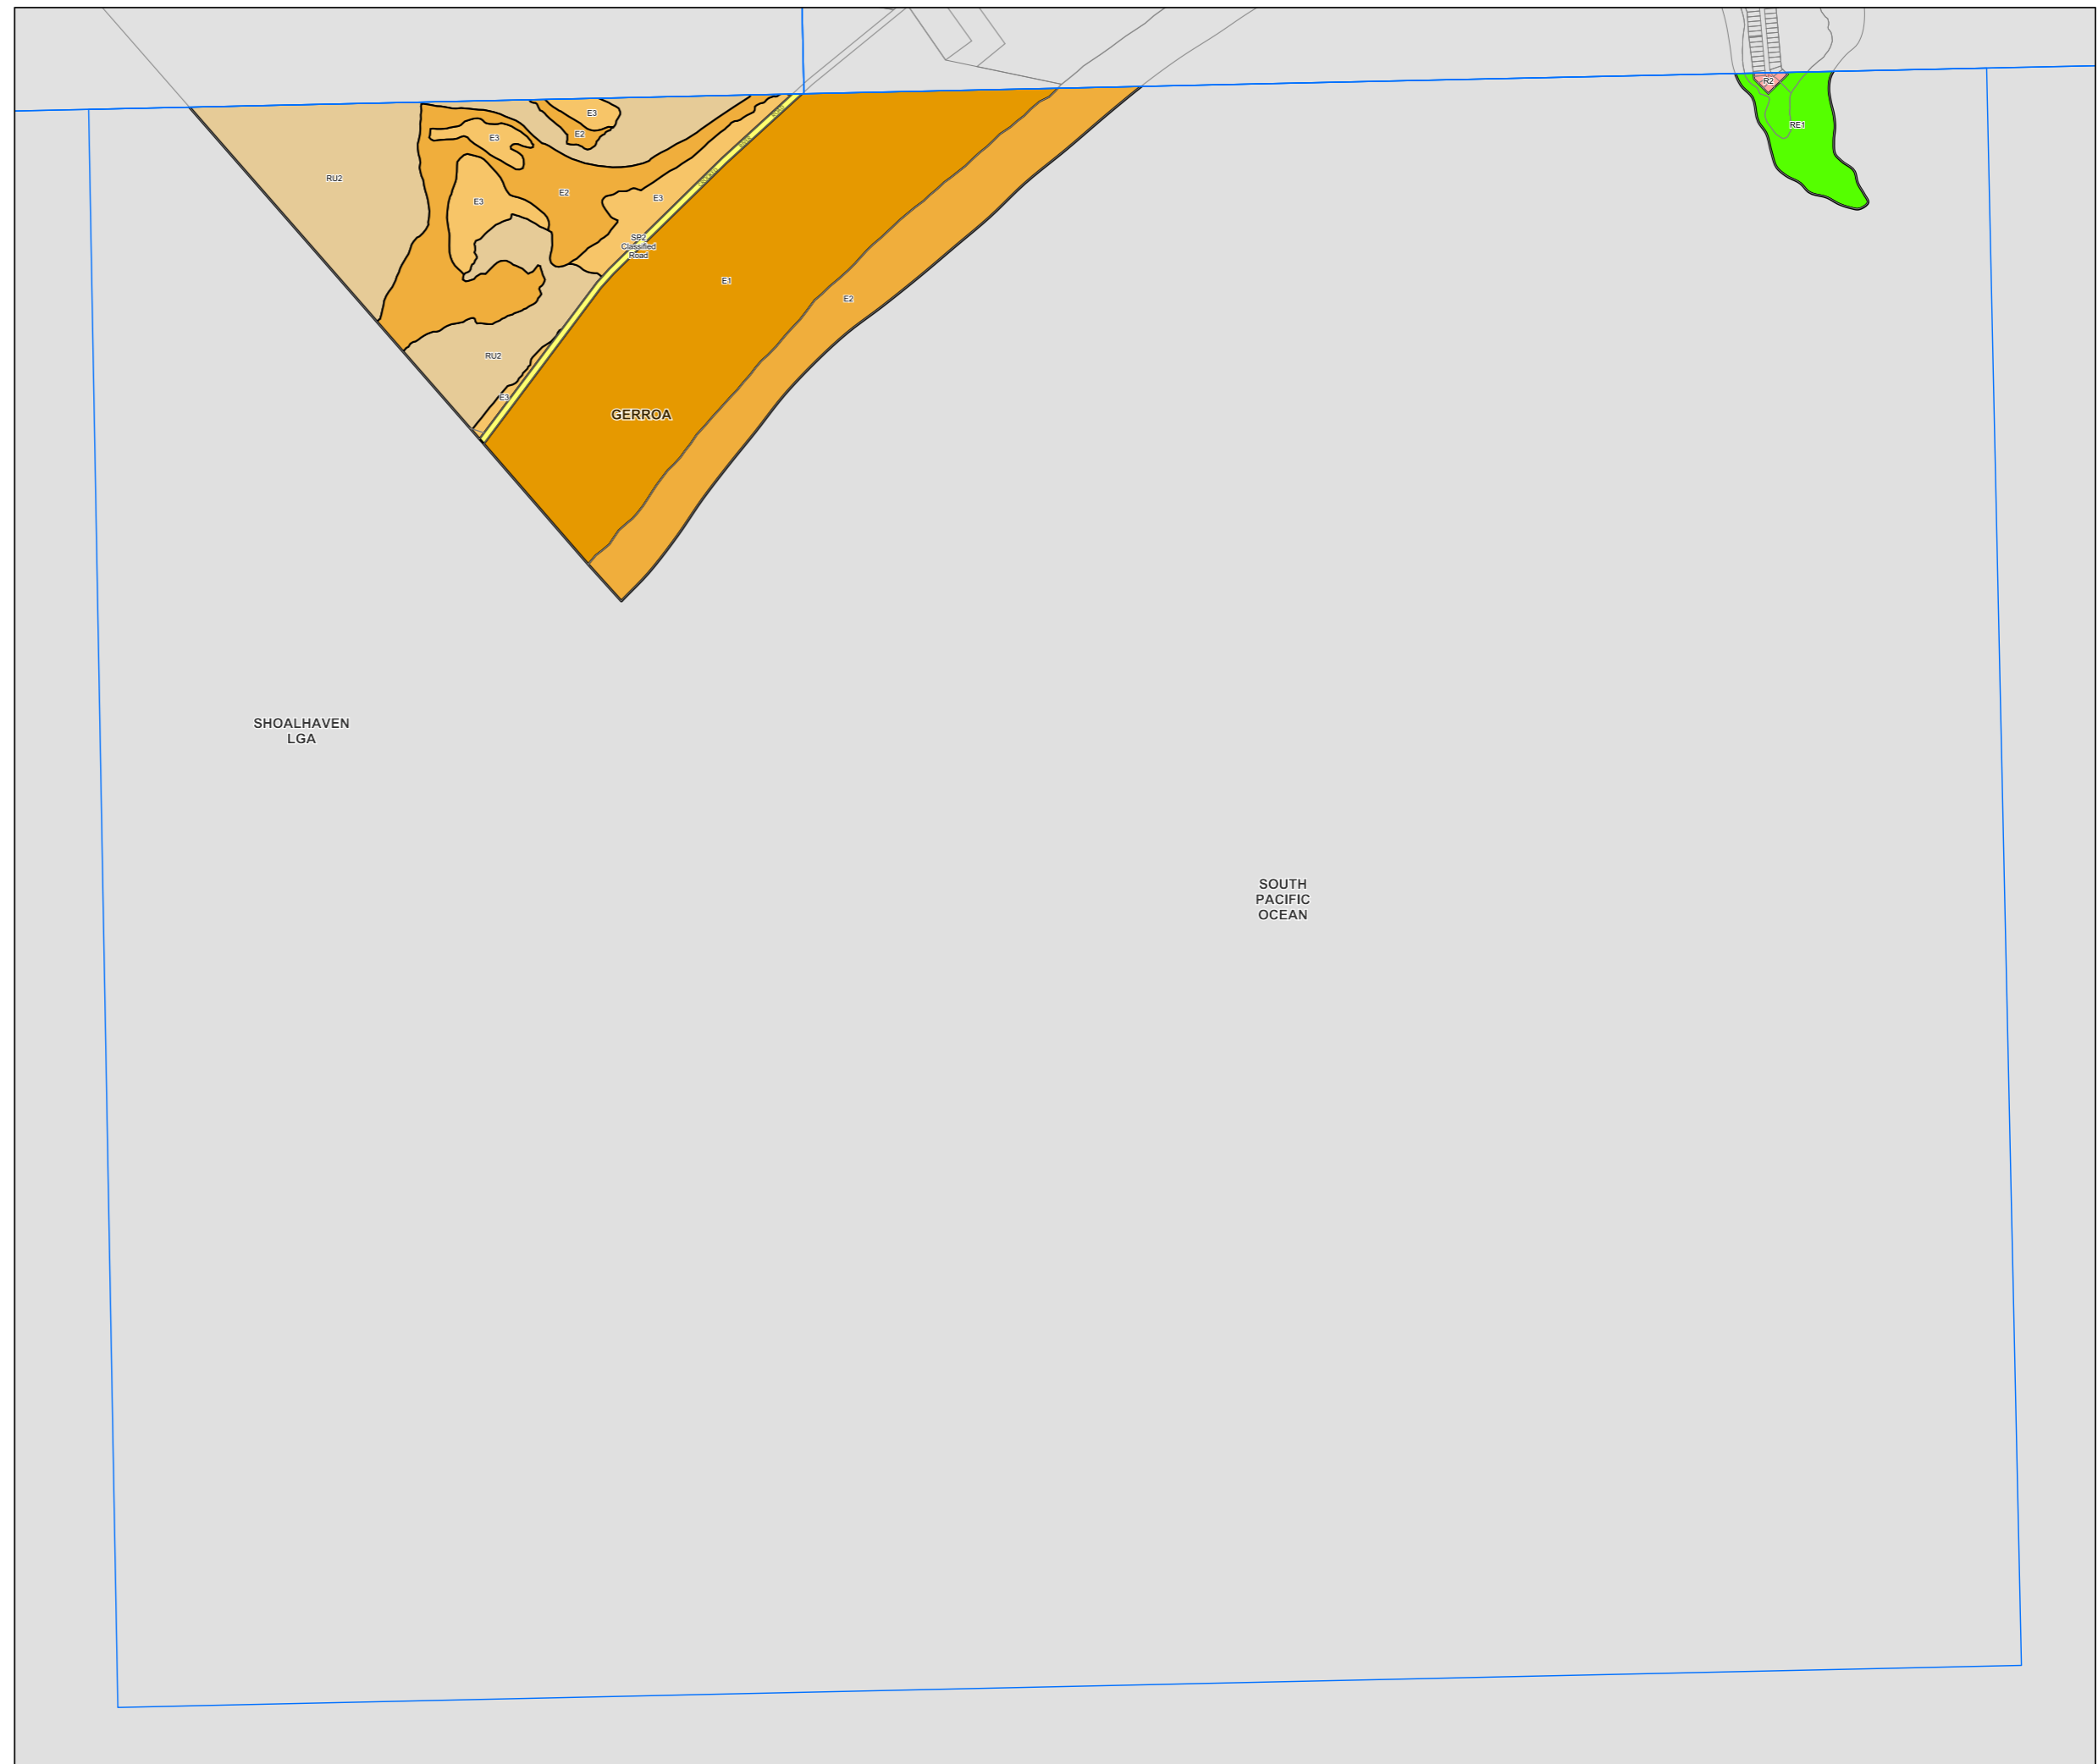 R2
E3
RE1
E2
E3
RU2
E2
E3
E3
SP2
Classified
Road
E1
E2
RU2
E3
GERROA
SHOALHAVEN
LGA
SOUTH
PACIFIC
OCEAN